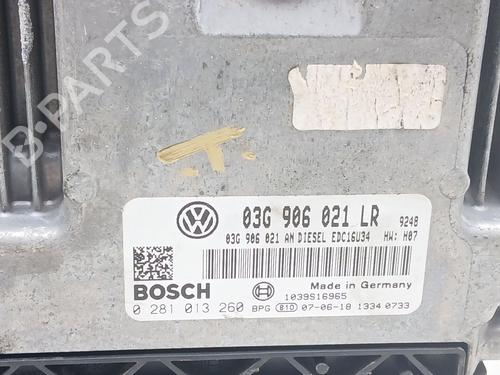 B-PARTS
.T.
03G 906 021 LR 9248
03G 906 021 AN DIESEL EDC16U34 HW: H07
BOSCH
Made in Germany
1039S16965
0 281 013 260 BPG 810 07-06-18 1334 0733